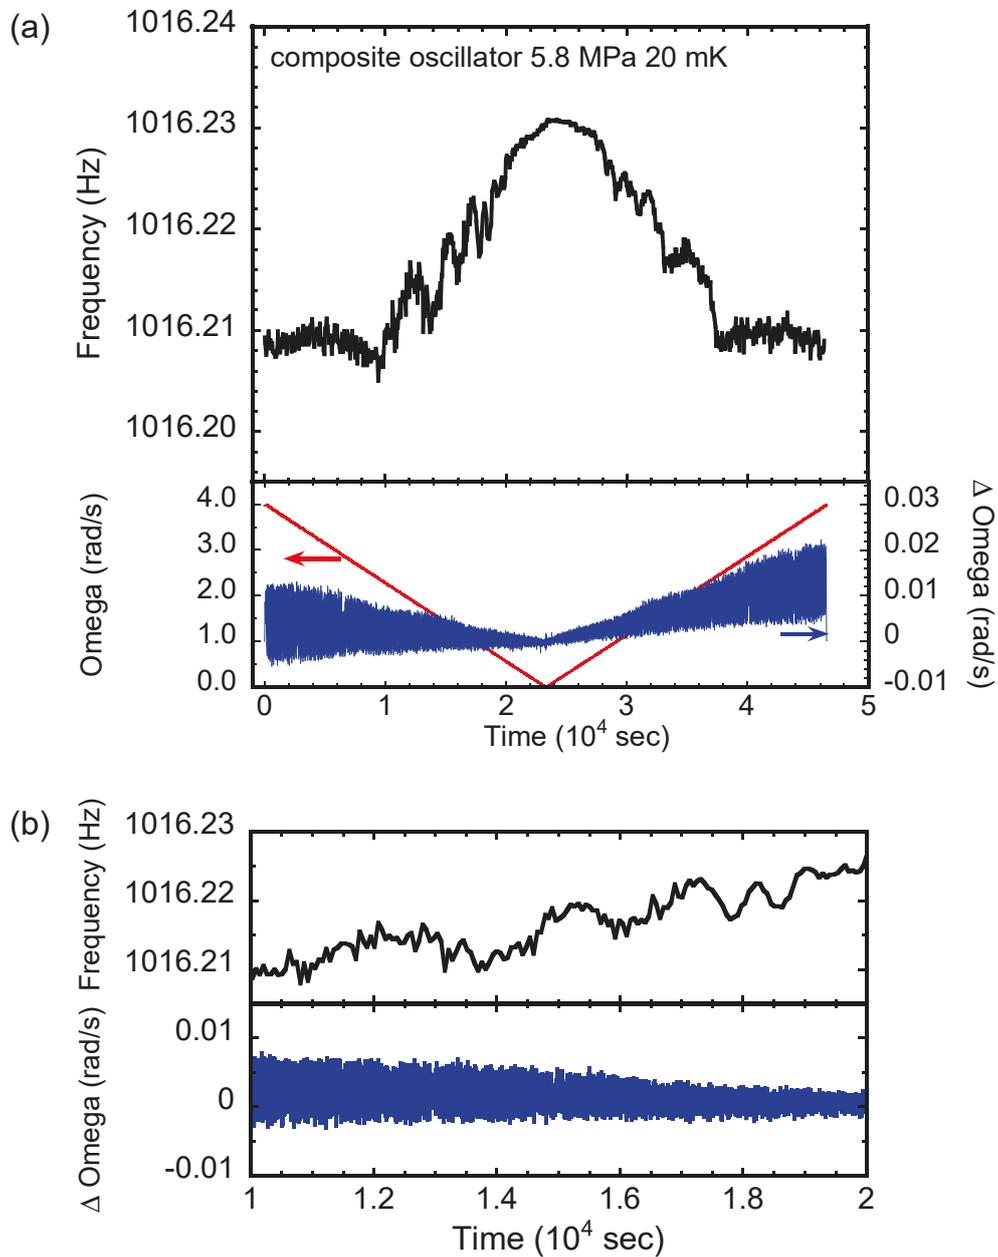 (a)
1016.24
composite oscillator 5.8 MPa 20 mK
1016.23
1016.22
1016.21
1016.20
Frequency (Hz)
4.0
3.0
2.0
1.0
0.0
Omega (rad/s)
0.03
0.02
0.01
0
-0.01
Δ Omega (rad/s)
0 1 2 3 4 5
Time (10⁴ sec)
(b)
1016.23
1016.22
1016.21
Frequency (Hz)
0.01
0
-0.01
Δ Omega (rad/s)
1 1.2 1.4 1.6 1.8 2
Time (10⁴ sec)